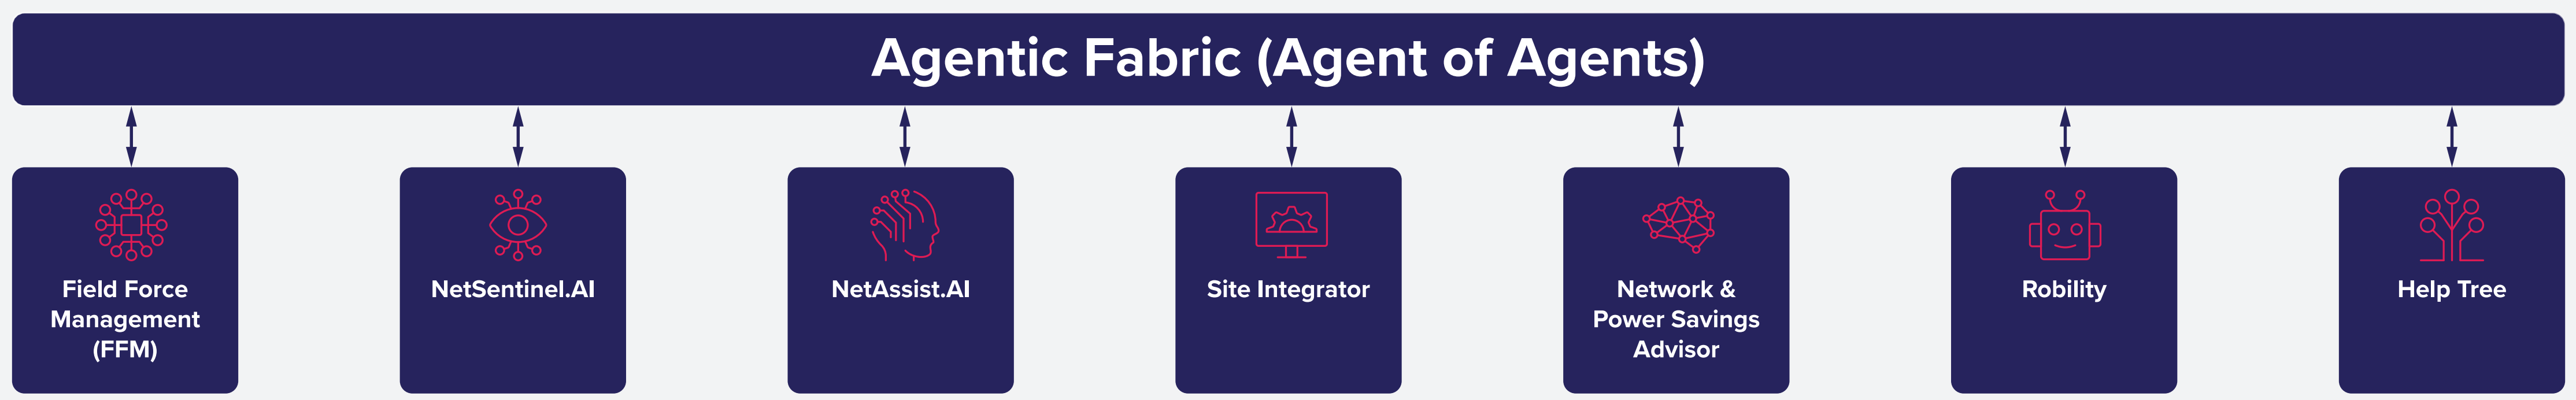 Agentic Fabric (Agent of Agents)
Field Force
Management
(FFM)
NetSentinel.AI
NetAssist.AI
Site Integrator
Network &
Power Savings
Advisor
Robility
Help Tree